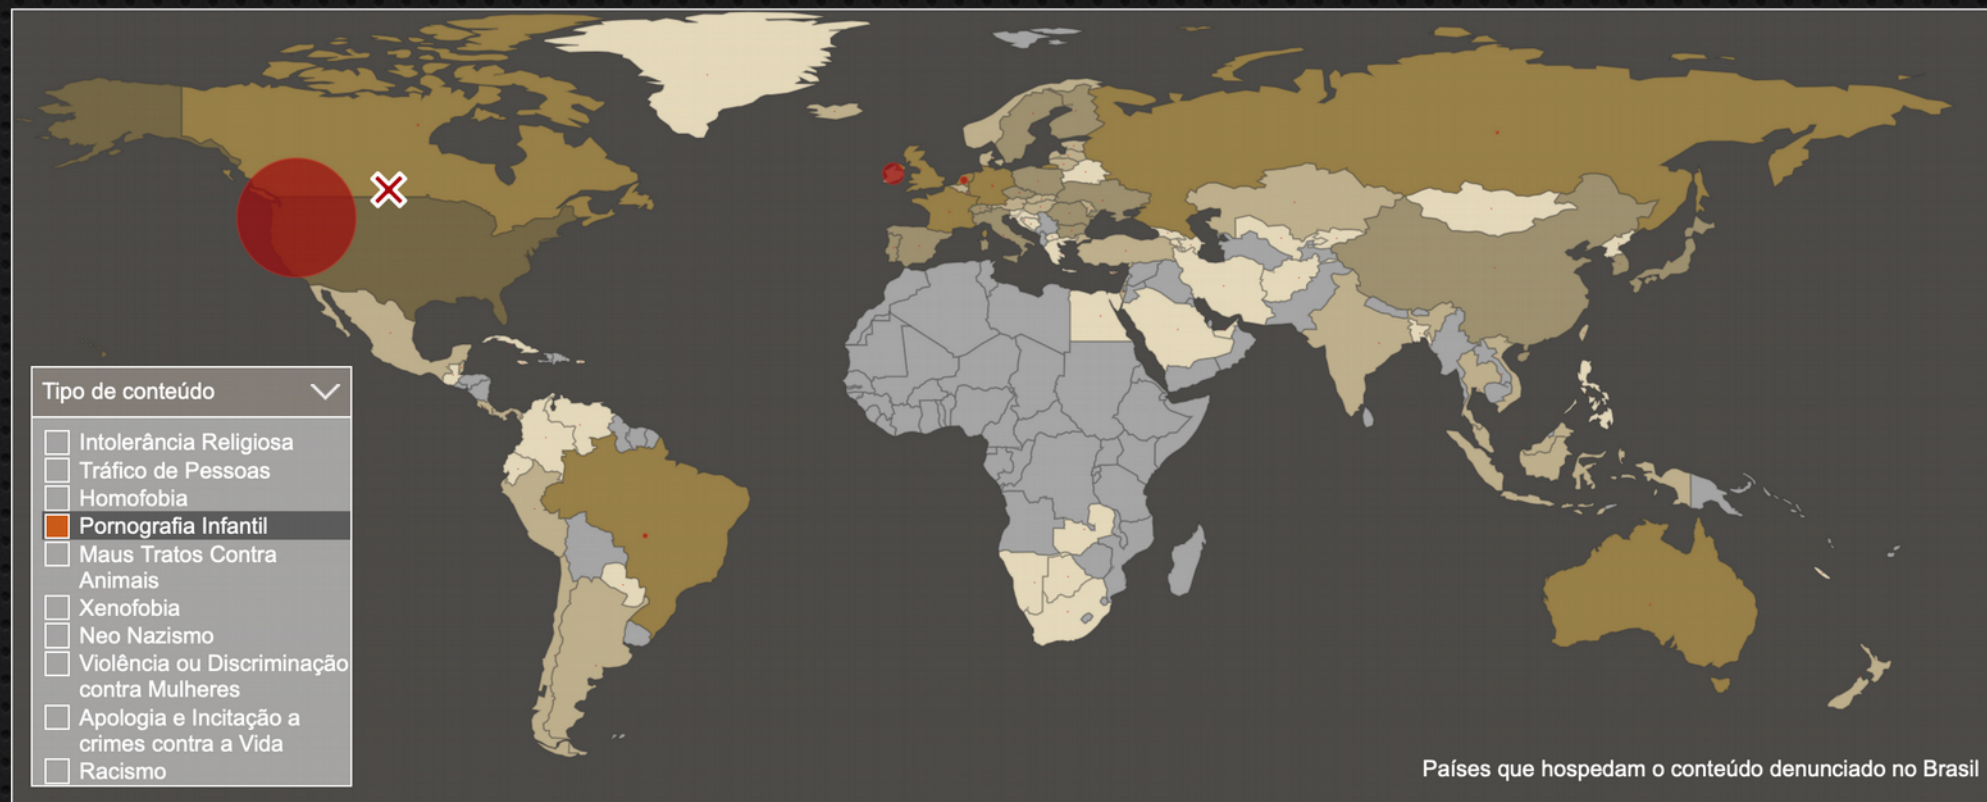 Tipo de conteúdo
Intolerância Religiosa
Tráfico de Pessoas
Homofobia
Pornografia Infantil
Maus Tratos Contra
Animais
Xenofobia
Neo Nazismo
Violência ou Discriminação
contra Mulheres
Apologia e Incitação a
crimes contra a Vida
Racismo
Países que hospedam o conteúdo denunciado no Brasil